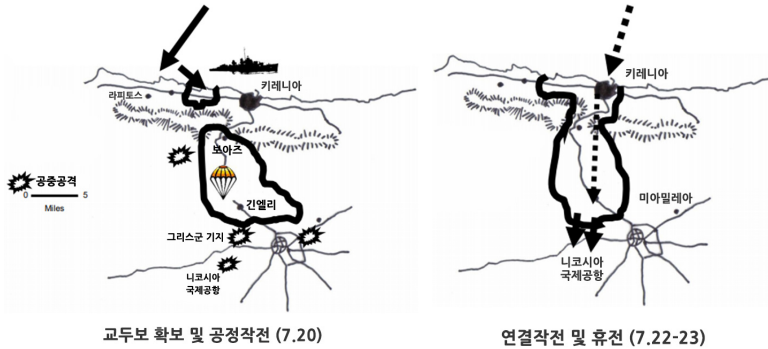 키레니아
라피토스
보아즈
공중공격
0 5
Miles
긴엘리
그리스군 기지
니코시아
국제공항
교두보 확보 및 공정작전 (7.20)
키레니아
미아밀레아
니코시아
국제공항
연결작전 및 휴전 (7.22-23)